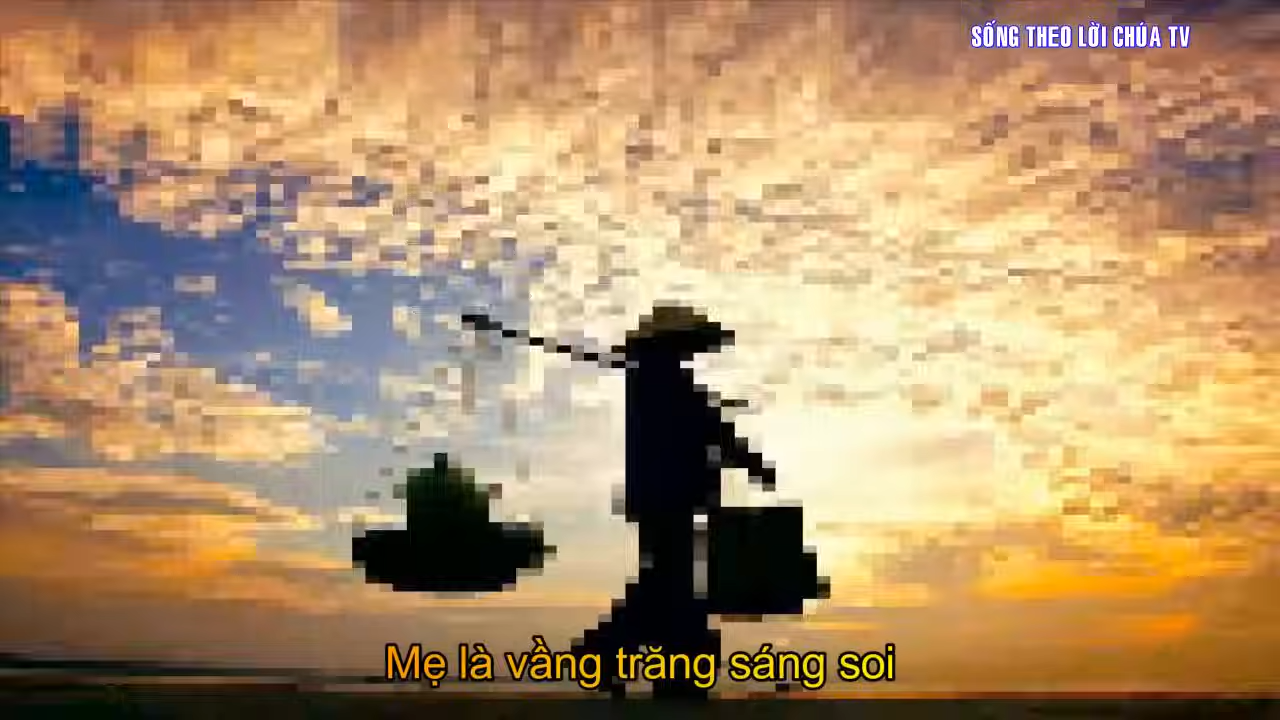 SỐNG THEO LỜI CHÚA TV
Mẹ là vầng trăng sáng soi